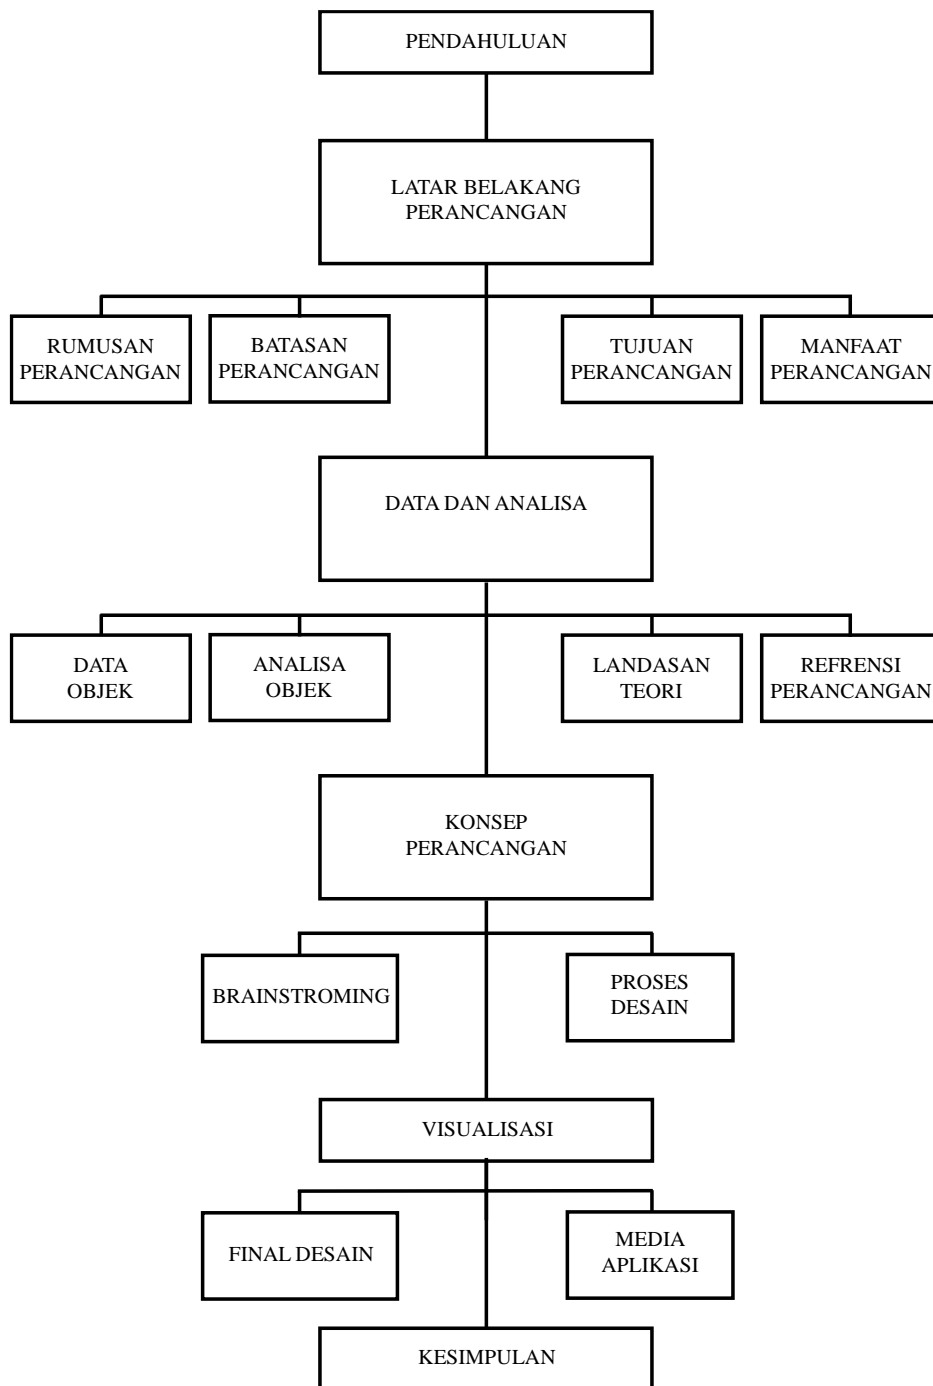 PENDAHULUAN
LATAR BELAKANG
PERANCANGAN
RUMUSAN
PERANCANGAN
BATASAN
PERANCANGAN
TUJUAN
PERANCANGAN
MANFAAT
PERANCANGAN
DATA DAN ANALISA
DATA
OBJEK
ANALISA
OBJEK
LANDASAN
TEORI
REFRENSI
PERANCANGAN
KONSEP
PERANCANGAN
BRAINSTROMING
PROSES
DESAIN
VISUALISASI
FINAL DESAIN
MEDIA
APLIKASI
KESIMPULAN